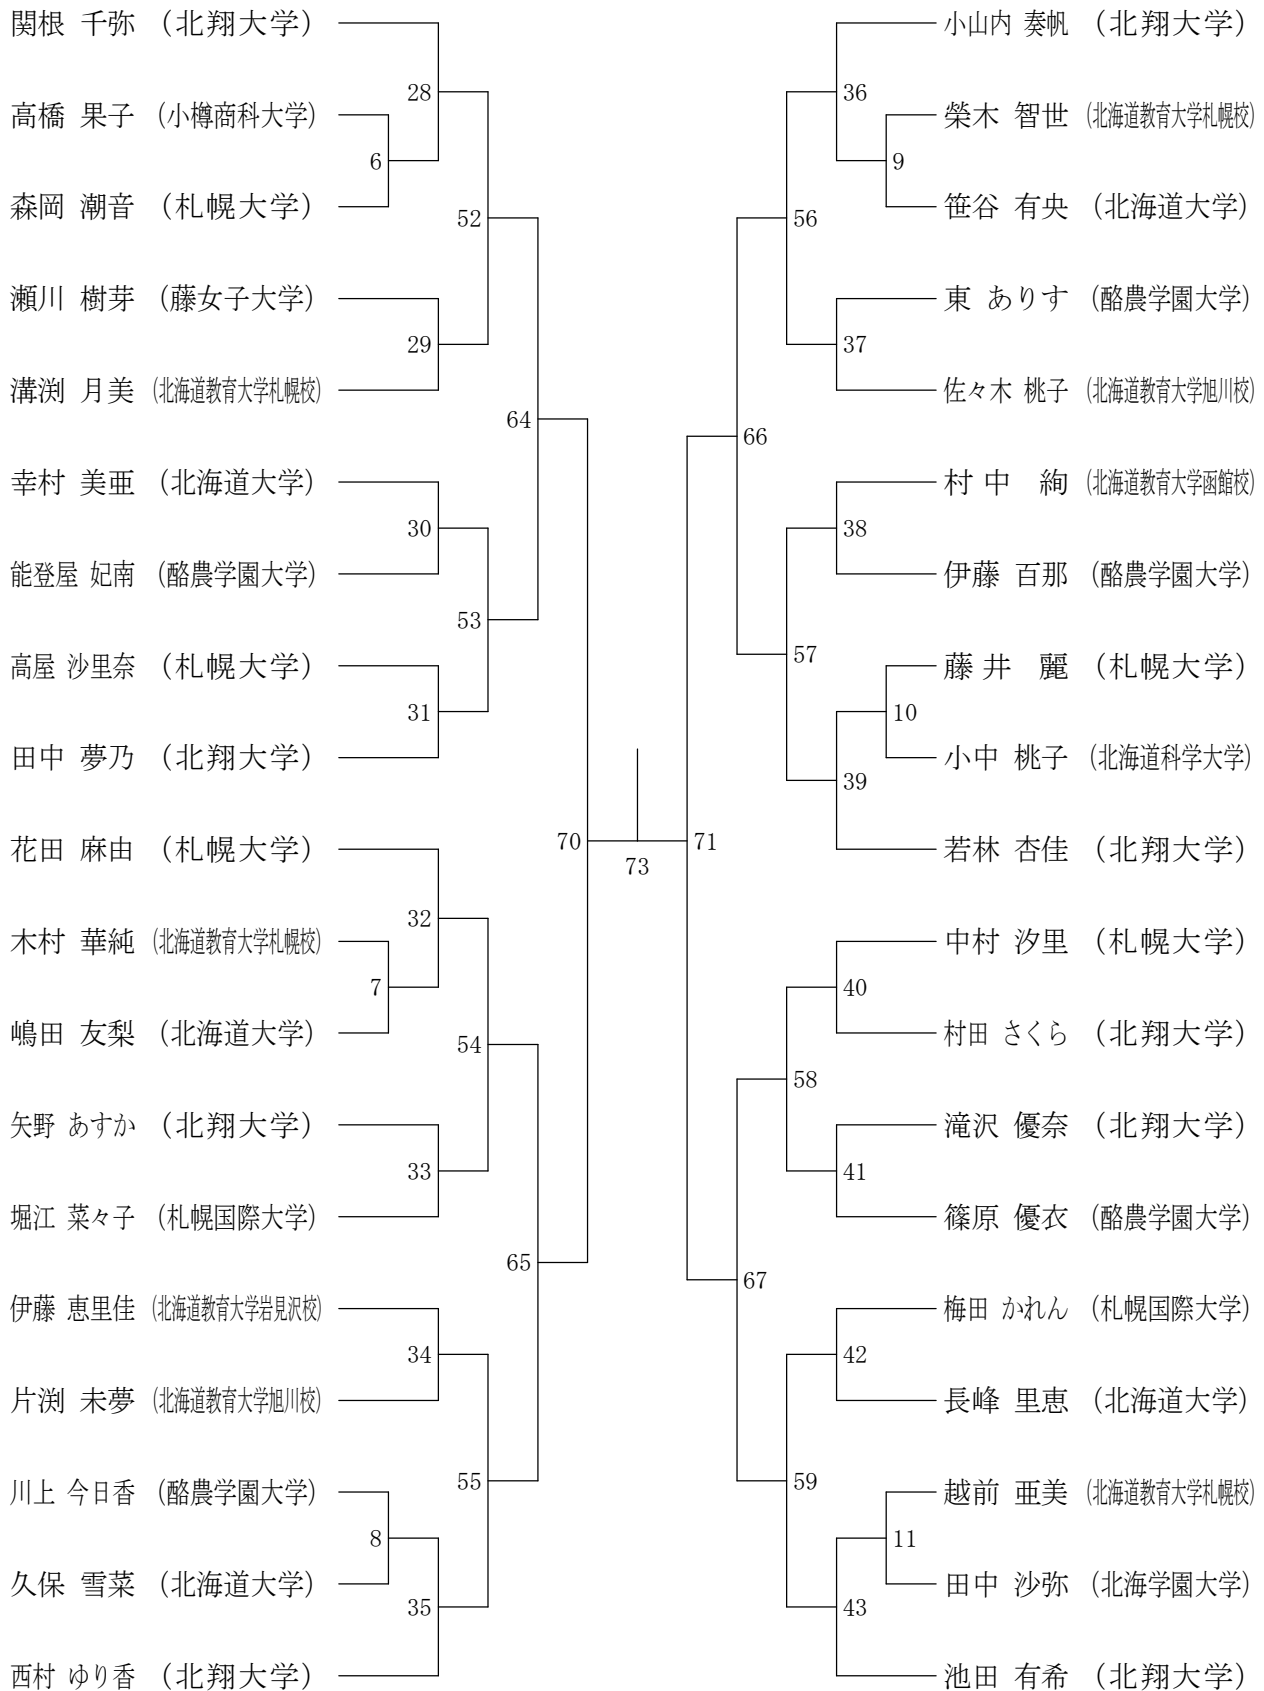 関根 千弥 （北翔大学）
28
高橋 果子 （小樽商科大学）
6
森岡 潮音 （札幌大学）
52
瀬川 樹芽 （藤女子大学）
29
溝渕 月美 （北海道教育大学札幌校）
64
幸村 美亜 （北海道大学）
30
能登屋 妃南 （酪農学園大学）
53
高屋 沙里奈 （札幌大学）
31
田中 夢乃 （北翔大学）
70
花田 麻由 （札幌大学）
32
木村 華純 （北海道教育大学札幌校）
7
嶋田 友梨 （北海道大学）
54
矢野 あすか （北翔大学）
33
堀江 菜々子 （札幌国際大学）
65
伊藤 恵里佳 （北海道教育大学岩見沢校）
34
片渕 未夢 （北海道教育大学旭川校）
55
川上 今日香 （酪農学園大学）
8
久保 雪菜 （北海道大学）
35
西村 ゆり香 （北翔大学）
73
小山内 奏帆 （北翔大学）
36
榮木 智世 （北海道教育大学札幌校）
9
笹谷 有央 （北海道大学）
56
東 ありす （酪農学園大学）
37
佐々木 桃子 （北海道教育大学旭川校）
66
村中 絢 （北海道教育大学函館校）
38
伊藤 百那 （酪農学園大学）
57
藤井 麗 （札幌大学）
10
小中 桃子 （北海道科学大学）
39
若林 杏佳 （北翔大学）
71
中村 汐里 （札幌大学）
40
村田 さくら （北翔大学）
58
滝沢 優奈 （北翔大学）
41
篠原 優衣 （酪農学園大学）
67
梅田 かれん （札幌国際大学）
42
長峰 里恵 （北海道大学）
59
越前 亜美 （北海道教育大学札幌校）
11
田中 沙弥 （北海学園大学）
43
池田 有希 （北翔大学）